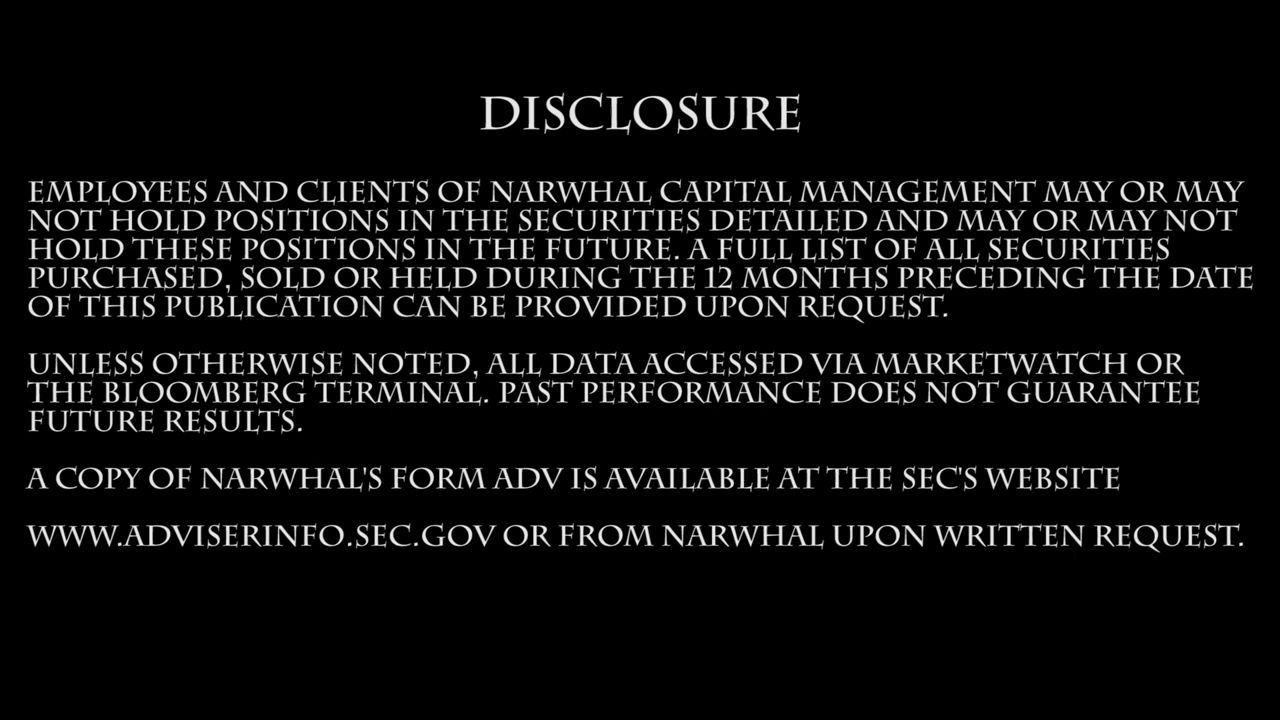 DISCLOSURE
EMPLOYEES AND CLIENTS OF NARWHAL CAPITAL MANAGEMENT MAY OR MAY
NOT HOLD POSITIONS IN THE SECURITIES DETAILED AND MAY OR MAY NOT
HOLD THESE POSITIONS IN THE FUTURE. A FULL LIST OF ALL SECURITIES
PURCHASED, SOLD OR HELD DURING THE 12 MONTHS PRECEDING THE DATE
OF THIS PUBLICATION CAN BE PROVIDED UPON REQUEST.
UNLESS OTHERWISE NOTED, ALL DATA ACCESSED VIA MARKETWATCH OR
THE BLOOMBERG TERMINAL. PAST PERFORMANCE DOES NOT GUARANTEE
FUTURE RESULTS.
A COPY OF NARWHAL'S FORM ADV IS AVAILABLE AT THE SEC'S WEBSITE
WWW.ADVISERINFO.SEC.GOV OR FROM NARWHAL UPON WRITTEN REQUEST.